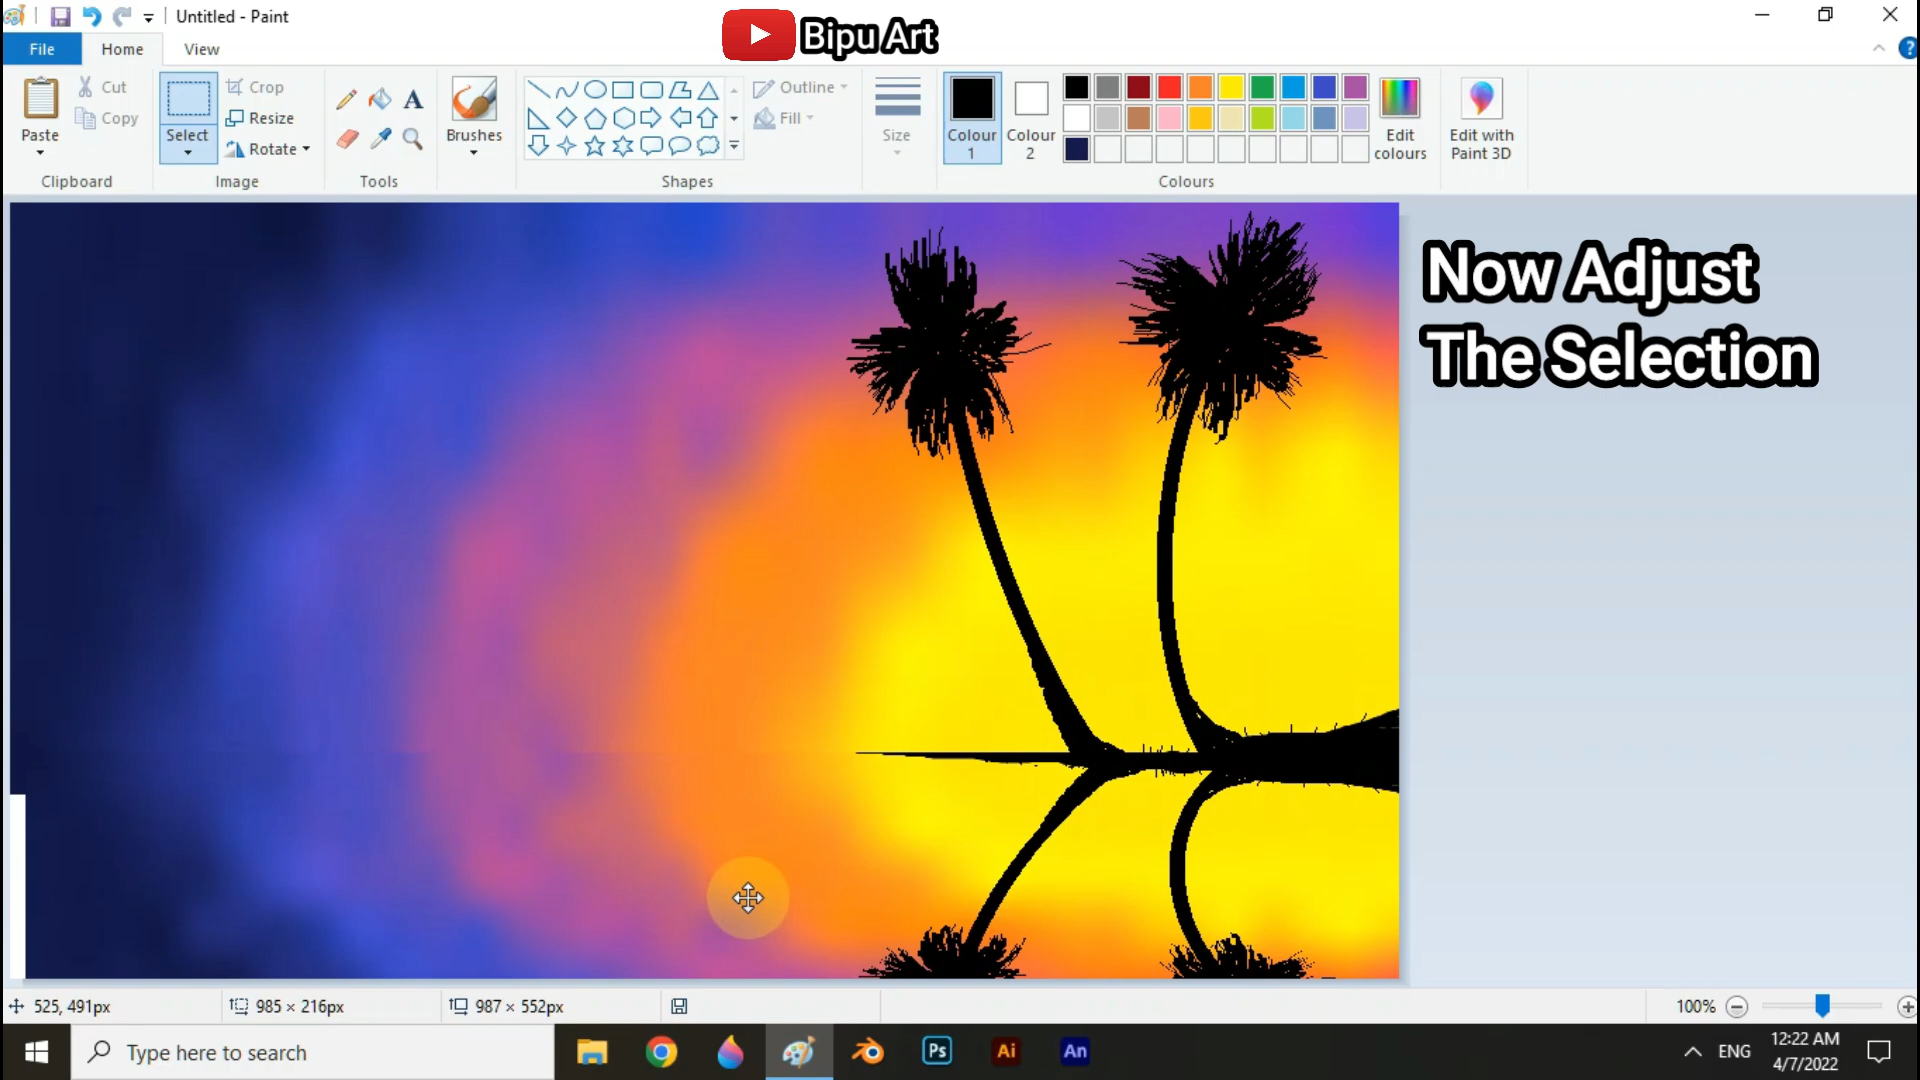 Untitled - Paint
Bipu Art
File
Home
View
Paste
Cut
Copy
Clipboard
Select
Crop
Resize
Rotate
Image
A
Tools
Brushes
Shapes
Outline
Fill
Size
Colour
1
Colour
2
Colours
Edit
colours
Edit with
Paint 3D
?
Now Adjust
The Selection
525, 491px
985 × 216px
987 × 552px
100%
Type here to search
Ps
Ai
An
ENG
12:22 AM
4/7/2022